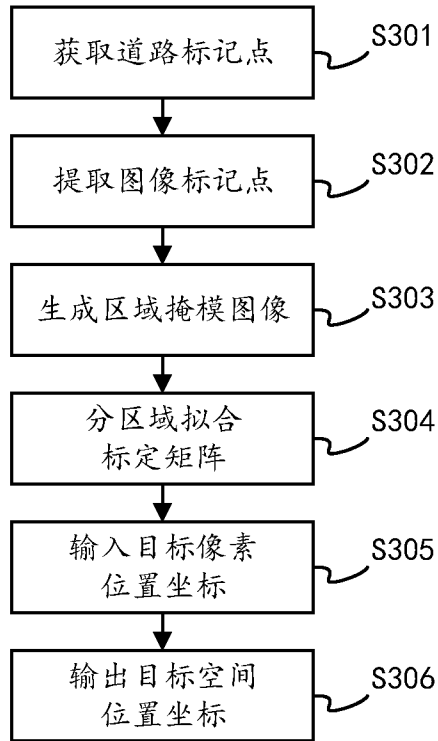 获取道路标记点
S301
提取图像标记点
S302
生成区域掩模图像
S303
分区域拟合
标定矩阵
S304
输入目标像素
位置坐标
S305
输出目标空间
位置坐标
S306